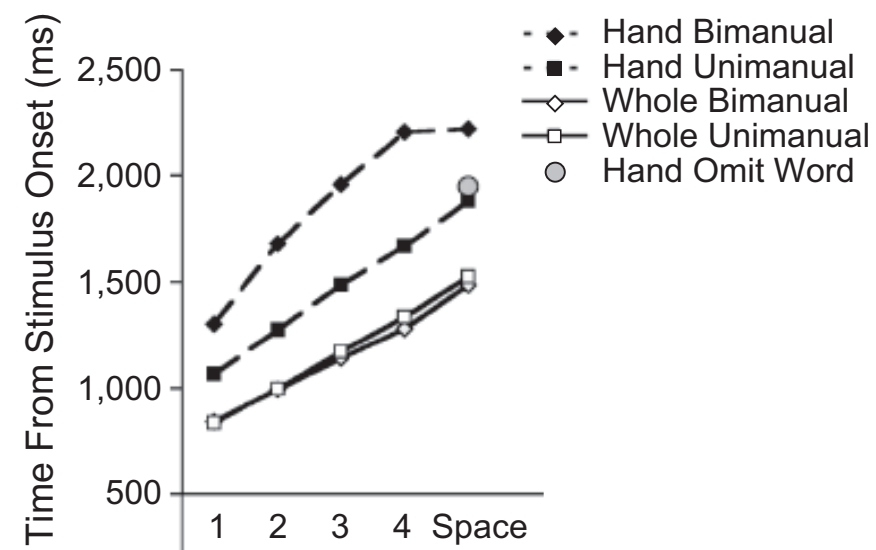 Time From Stimulus Onset (ms)
2,500
2,000
1,500
1,000
500
1 2 3 4 Space
Hand Bimanual
Hand Unimanual
Whole Bimanual
Whole Unimanual
Hand Omit Word